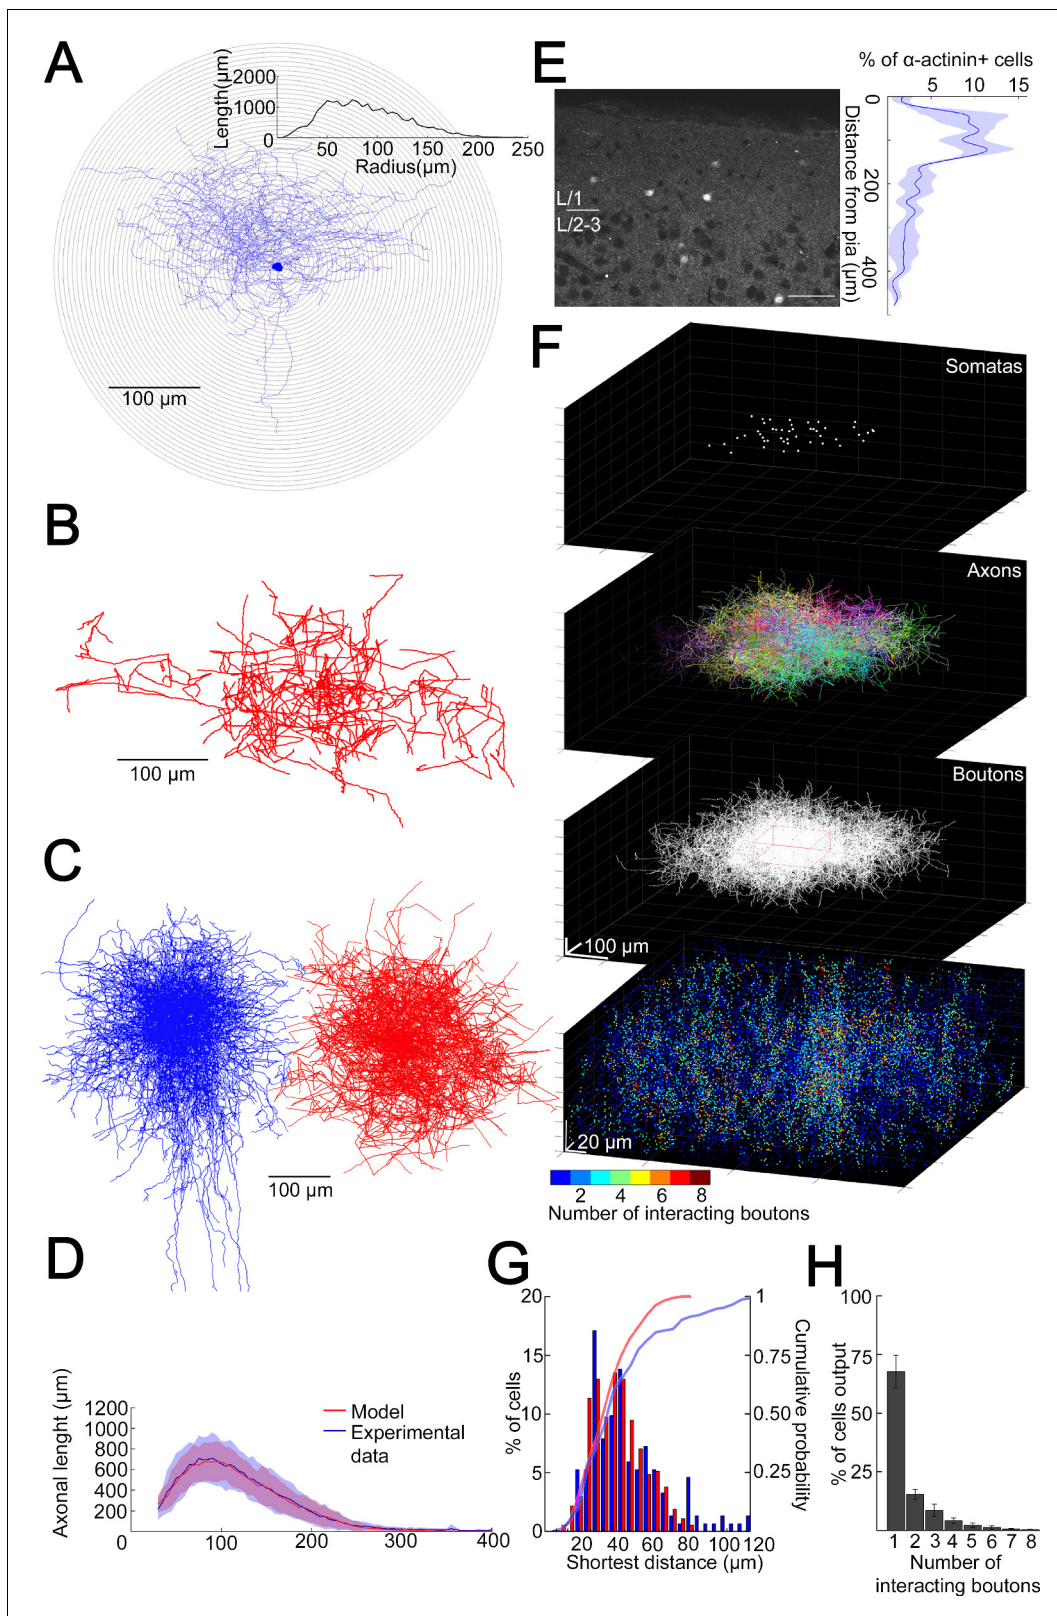 A
Length(µm)
2000
1000
0
50
100
150
200
250
Radius(µm)
100 µm
B
100 µm
C
100 µm
D
Axonal lenght (µm)
1200
1000
800
600
400
200
0
100
200
300
400
Model
Experimental
data
E
L/1
L/2-3
% of α-actinin+ cells
5
10
15
0
200
400
Distance from pia (µm)
F
Somatas
Axons
Boutons
100 µm
20 µm
2
4
6
8
Number of interacting boutons
G
% of cells
20
15
10
5
0
20
40
60
80
100
120
Shortest distance (µm)
1
0.75
0.50
0.25
Cumulative probability
H
% of cells output
100
75
50
25
1 2 3 4 5 6 7 8
Number of
interacting boutons